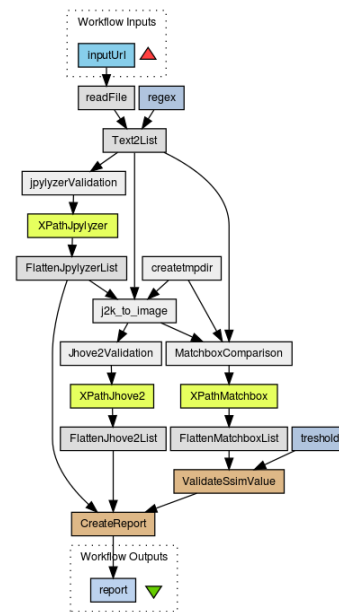 Workflow Inputs
inputUrl
readFile
regex
Text2List
jpylyzerValidation
XPathJpylyzer
FlattenJpylyzerList
createtmpdir
j2k_to_image
Jhove2Validation
MatchboxComparison
XPathJhove2
XPathMatchbox
FlattenJhove2List
FlattenMatchboxList
treshold
ValidateSsimValue
CreateReport
Workflow Outputs
report